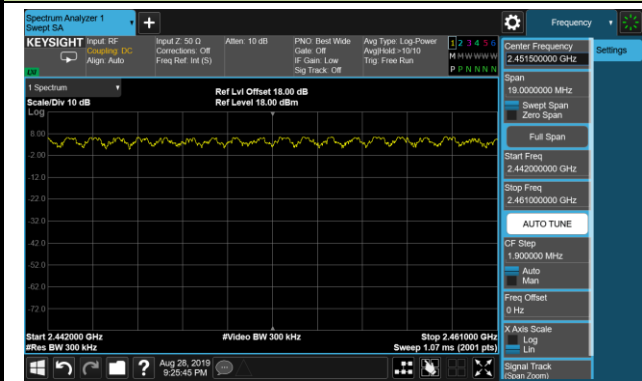 Spectrum Analyzer 1
Swept SA
+
Frequency
KEYSIGHT
Input: RF
Coupling: DC
Align: Auto
Input Z: 50 Ω
Corrections: Off
Freq Ref: Int (S)
Atten: 10 dB
PNO: Best Wide
Gate: Off
IF Gain: Low
Sig Track: Off
Avg Type: Log-Power
Avg|Hold:>10/10
Trig: Free Run
1 2 3 4 5 6
M M W W W W
P P N N N N
1 Spectrum
Scale/Div 10 dB
Log
Ref Lvl Offset 18.00 dB
Ref Level 18.00 dBm
8.00
-2.00
-12.0
-22.0
-32.0
-42.0
-52.0
-62.0
-72.0
Start 2.442000 GHz
#Res BW 300 kHz
#Video BW 300 kHz
Stop 2.461000 GHz
Sweep 1.07 ms (2001 pts)
Center Frequency
2.451500000 GHz
Settings
Span
19.0000000 MHz
Swept Span
Zero Span
Full Span
Start Freq
2.442000000 GHz
Stop Freq
2.461000000 GHz
AUTO TUNE
CF Step
1.900000 MHz
Auto
Man
Freq Offset
0 Hz
X Axis Scale
Log
Lin
Signal Track
(Span Zoom)
?
Aug 28, 2019
9:25:45 PM